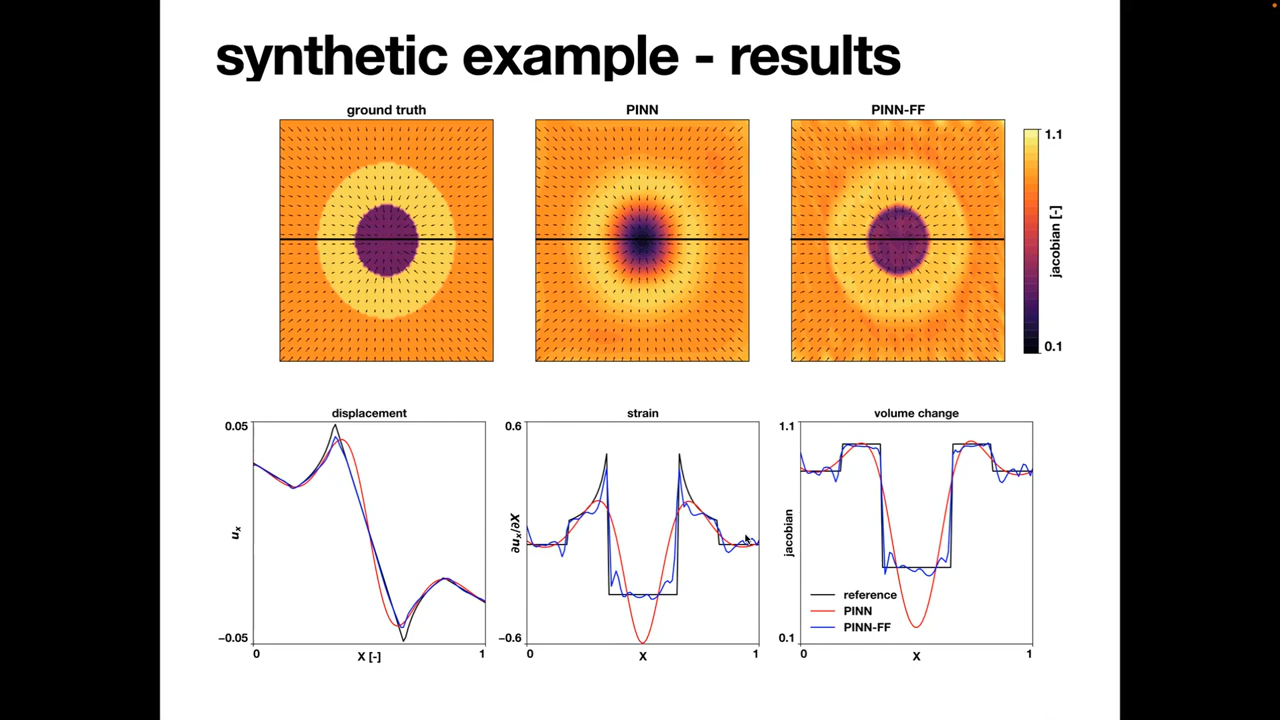 synthetic example - results
ground truth
PINN
PINN-FF
1.1
jacobian [-]
0.1
displacement
0.05
uₓ
-0.05
0
X [-]
1
strain
0.6
∂uₓ/∂X
-0.6
0
X
1
volume change
1.1
jacobian
0.1
reference
PINN
PINN-FF
0
X
1